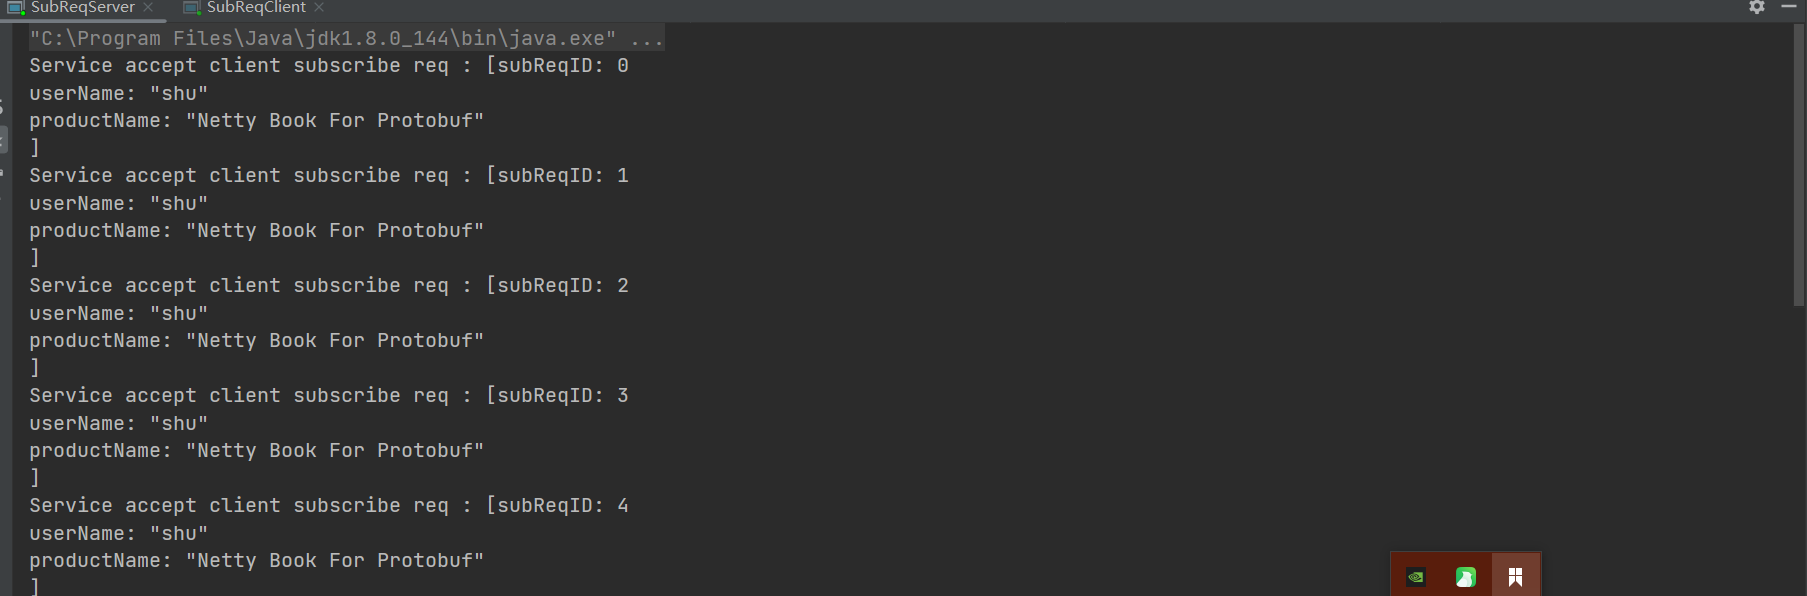 SubReqServer × SubReqClient ×
"C:\Program Files\Java\jdk1.8.0_144\bin\java.exe" ...
Service accept client subscribe req : [subReqID: 0
userName: "shu"
productName: "Netty Book For Protobuf"
]
Service accept client subscribe req : [subReqID: 1
userName: "shu"
productName: "Netty Book For Protobuf"
]
Service accept client subscribe req : [subReqID: 2
userName: "shu"
productName: "Netty Book For Protobuf"
]
Service accept client subscribe req : [subReqID: 3
userName: "shu"
productName: "Netty Book For Protobuf"
]
Service accept client subscribe req : [subReqID: 4
userName: "shu"
productName: "Netty Book For Protobuf"
]